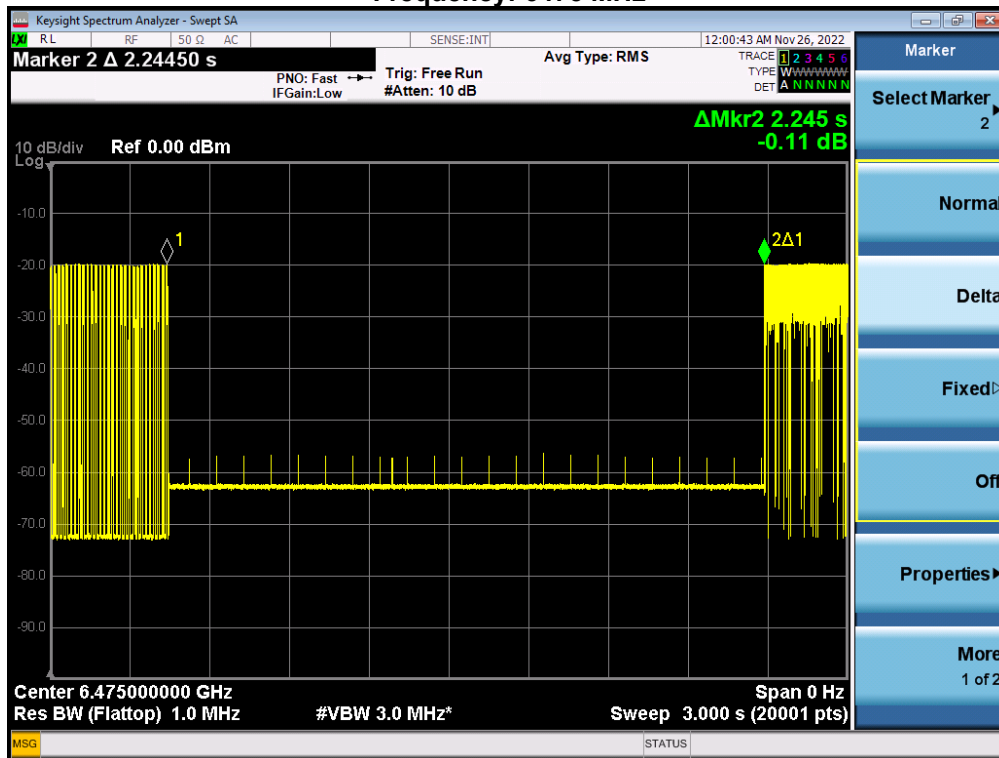 Keysight Spectrum Analyzer - Swept SA
LXI RL RF 50 Ω AC SENSE:INT 12:00:43 AM Nov 26, 2022
Marker 2 Δ 2.24450 s
Avg Type: RMS
TRACE 1 2 3 4 5 6
TYPE WWWWWW
DET A N N N N N
PNO: Fast
IFGain:Low
Trig: Free Run
#Atten: 10 dB
ΔMkr2 2.245 s
-0.11 dB
10 dB/div Ref 0.00 dBm
Log
1
2Δ1
-10.0
-20.0
-30.0
-40.0
-50.0
-60.0
-70.0
-80.0
-90.0
Center 6.475000000 GHz Span 0 Hz
Res BW (Flattop) 1.0 MHz #VBW 3.0 MHz* Sweep 3.000 s (20001 pts)
MSG STATUS
Marker
Select Marker
2
Normal
Delta
Fixed
Off
Properties
More
1 of 2